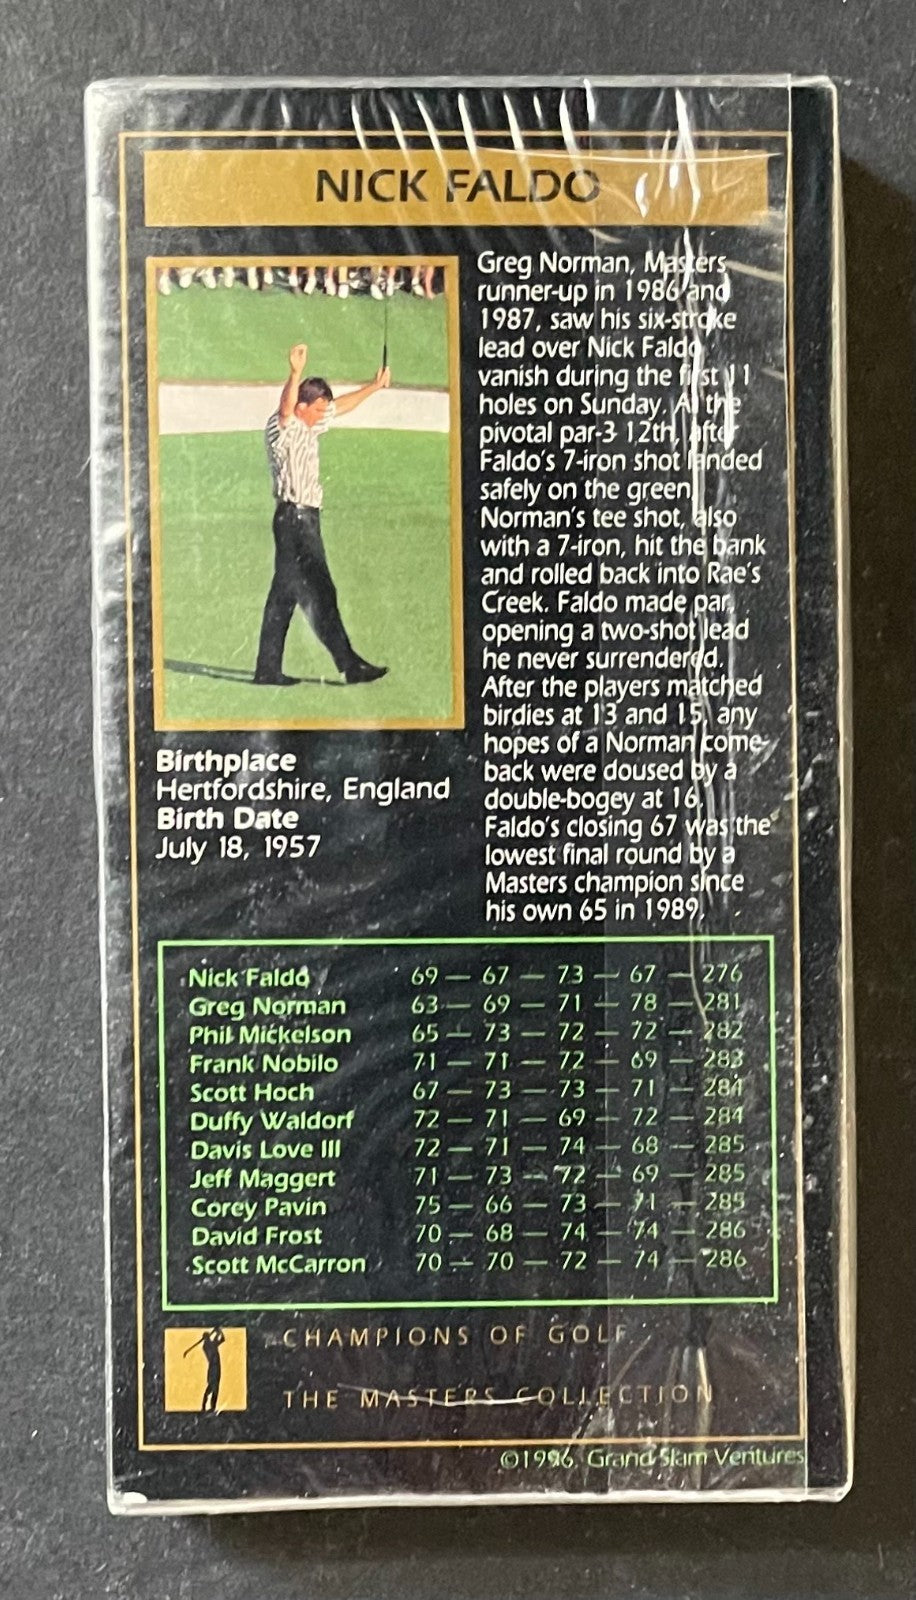 NICK FALDO
Greg Norman, Masters
runner-up in 1986 and
1987, saw his six-stroke
lead over Nick Faldo
vanish during the first 11
holes on Sunday. At the
pivotal par-3 12th, after
Faldo's 7-iron shot landed
safely on the green,
Norman's tee shot, also
with a 7-iron, hit the bank
and rolled back into Rae's
Creek. Faldo made par,
opening a two-shot lead
he never surrendered.
After the players matched
birdies at 13 and 15, any
hopes of a Norman come-
back were doused by a
double-bogey at 16.
Faldo's closing 67 was the
lowest final round by a
Masters champion since
his own 65 in 1989.
Birthplace
Hertfordshire, England
Birth Date
July 18, 1957
Nick Faldo 69 — 67 — 73 — 67 — 276
Greg Norman 63 — 69 — 71 — 78 — 281
Phil Mickelson 65 — 73 — 72 — 72 — 282
Frank Nobilo 71 — 71 — 72 — 69 — 283
Scott Hoch 67 — 73 — 73 — 71 — 284
Duffy Waldorf 72 — 71 — 69 — 72 — 284
Davis Love III 72 — 71 — 74 — 68 — 285
Jeff Maggert 71 — 73 — 72 — 69 — 285
Corey Pavin 75 — 66 — 73 — 71 — 285
David Frost 70 — 68 — 74 — 74 — 286
Scott McCarron 70 — 70 — 72 — 74 — 286
CHAMPIONS OF GOLF
THE MASTERS COLLECTION
©1996, Grand Slam Ventures